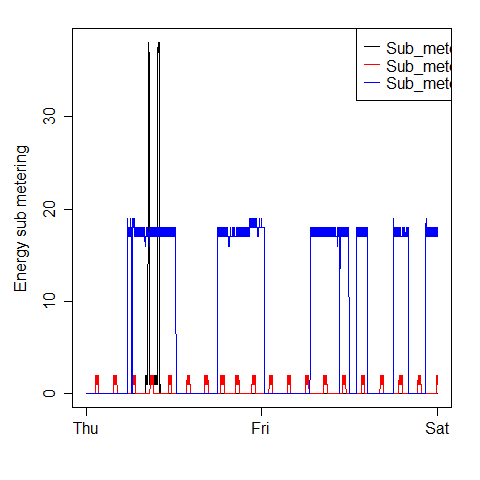 Sub_mete
Sub_mete
Sub_mete
Energy sub metering
30
20
10
0
Thu Fri Sat